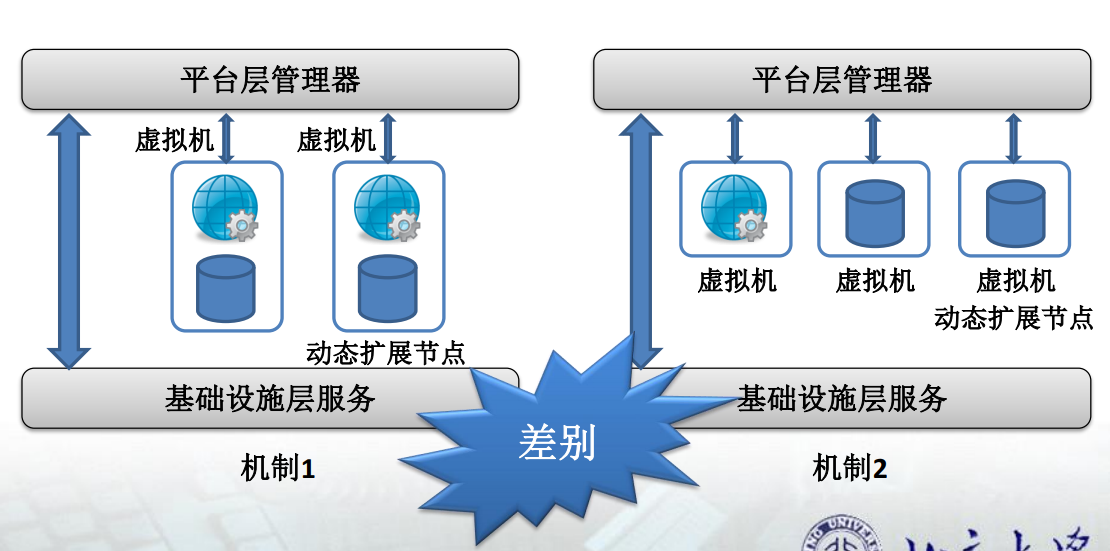 平台层管理器
虚拟机
虚拟机
动态扩展节点
基础设施层服务
机制1
差别
平台层管理器
虚拟机
虚拟机
虚拟机
动态扩展节点
基础设施层服务
机制2